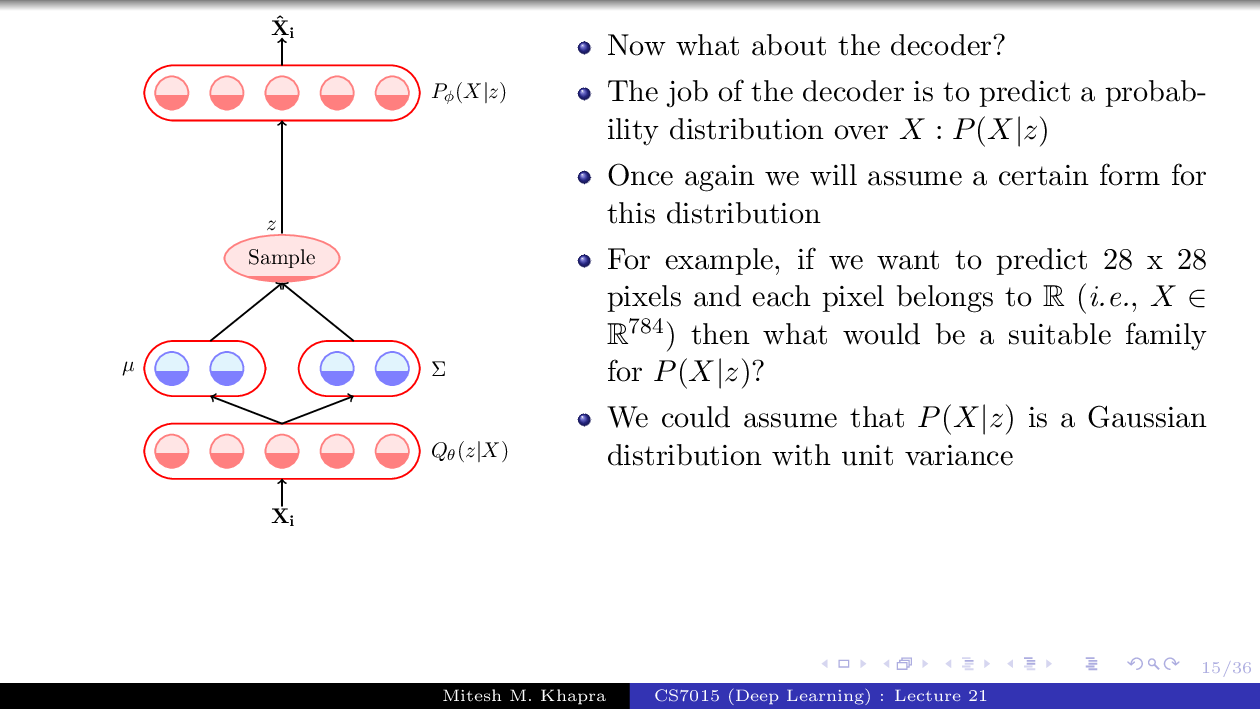 X̂ᵢ
P_ϕ(X|z)
z
Sample
μ
Σ
Q_θ(z|X)
Xᵢ
Now what about the decoder?
The job of the decoder is to predict a probab-
ility distribution over X : P(X|z)
Once again we will assume a certain form for
this distribution
For example, if we want to predict 28 x 28
pixels and each pixel belongs to ℝ (i.e., X ∈
ℝ⁷⁸⁴) then what would be a suitable family
for P(X|z)?
We could assume that P(X|z) is a Gaussian
distribution with unit variance
15/36
Mitesh M. Khapra
CS7015 (Deep Learning) : Lecture 21